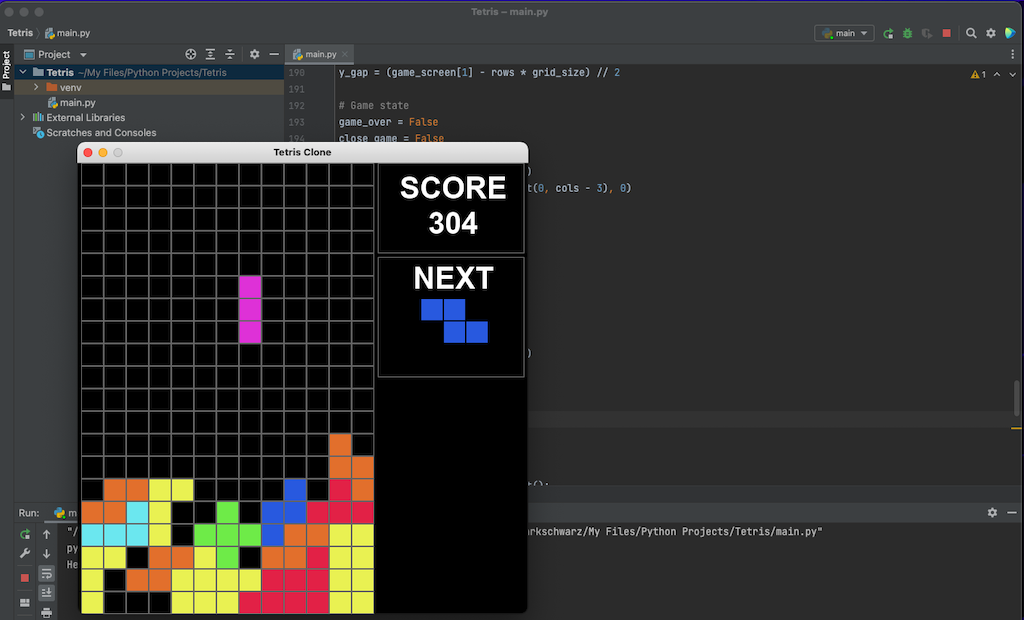 Tetris – main.py
Tetris
main.py
main
Project
Project
main.py
Tetris ~/My Files/Python Projects/Tetris
venv
main.py
External Libraries
Scratches and Consoles
190 y_gap = (game_screen[1] - rows * grid_size) // 2
191
192 # Game state
193 game_over = False
194 close_game = False
1
Tetris Clone
)
t(0, cols - 3), 0)
SCORE
304
NEXT
)
t():
Run:
m
"/
arkschwarz/My Files/Python Projects/Tetris/main.py"
py
He